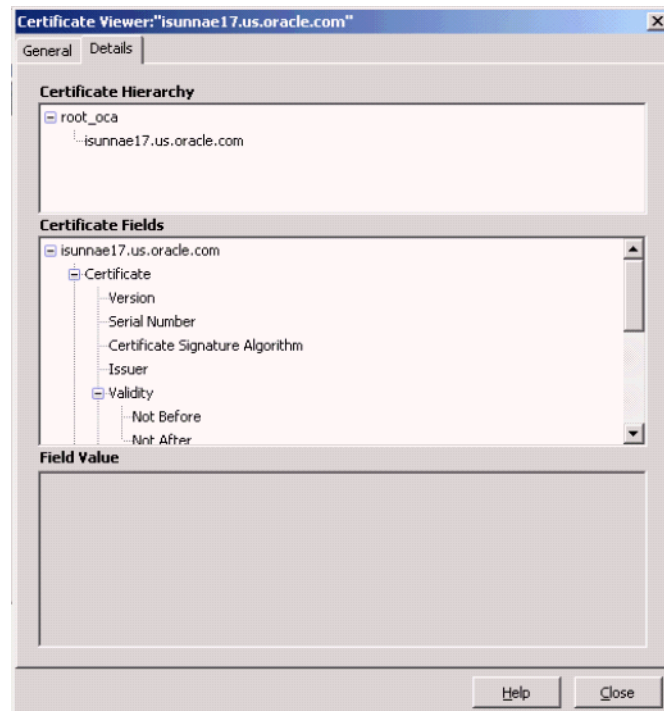 Certificate Viewer:"isunnae17.us.oracle.com"
General Details
Certificate Hierarchy
root_oca
isunnae17.us.oracle.com
Certificate Fields
isunnae17.us.oracle.com
Certificate
Version
Serial Number
Certificate Signature Algorithm
Issuer
Validity
Not Before
Not After
Field Value
Help Close